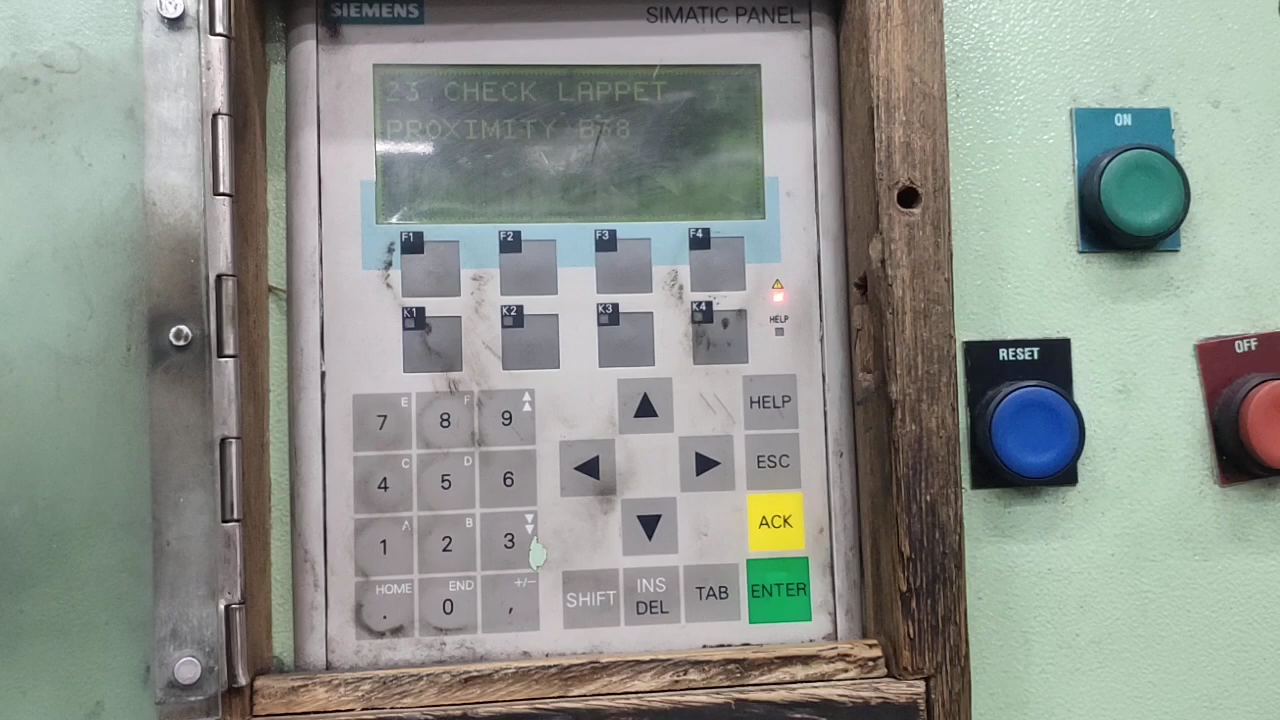 SIEMENS
SIMATIC PANEL
23 CHECK LAPPET
PROXIMITY B38
F1 F2 F3 F4
K1 K2 K3 K4
HELP
ON
RESET
OFF
7 E 8 F 9
HELP
4 C 5 D 6
ESC
1 A 2 B 3
ACK
. HOME 0 END , +/-
SHIFT
INS
DEL
TAB
ENTER